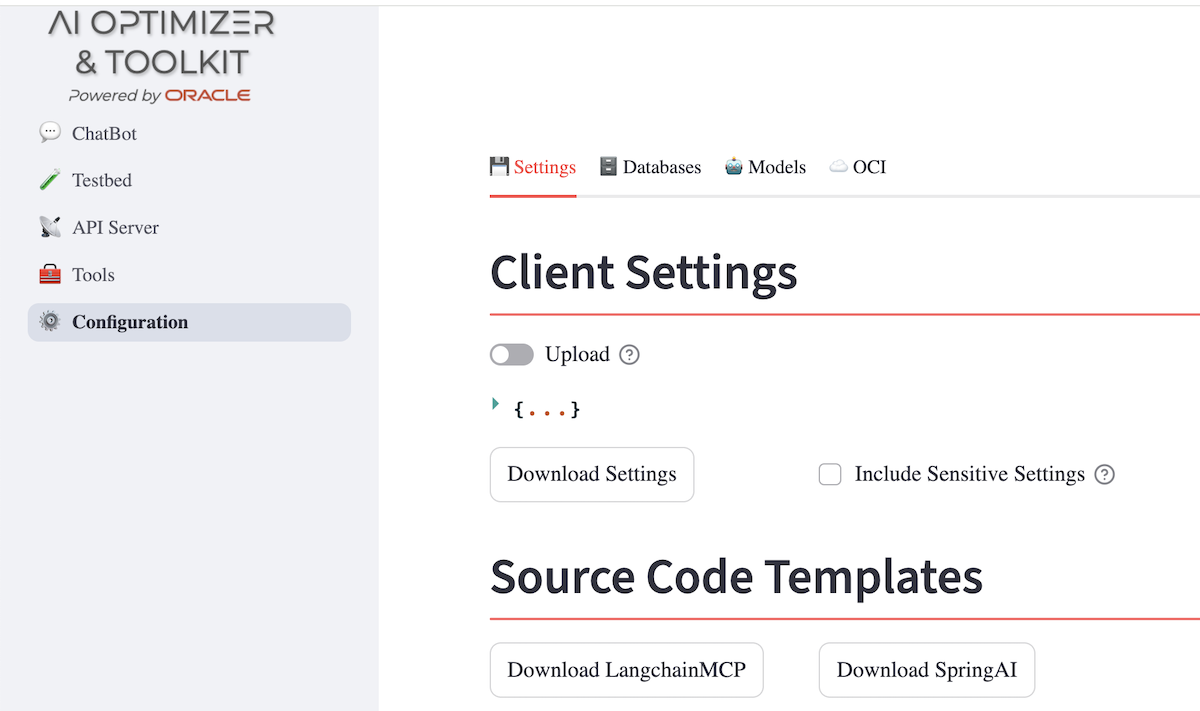 AI OPTIMIZER
& TOOLKIT
Powered by ORACLE
ChatBot
Testbed
API Server
Tools
Configuration
Settings Databases Models OCI
Client Settings
Upload
{...}
Download Settings Include Sensitive Settings
Source Code Templates
Download LangchainMCP Download SpringAI